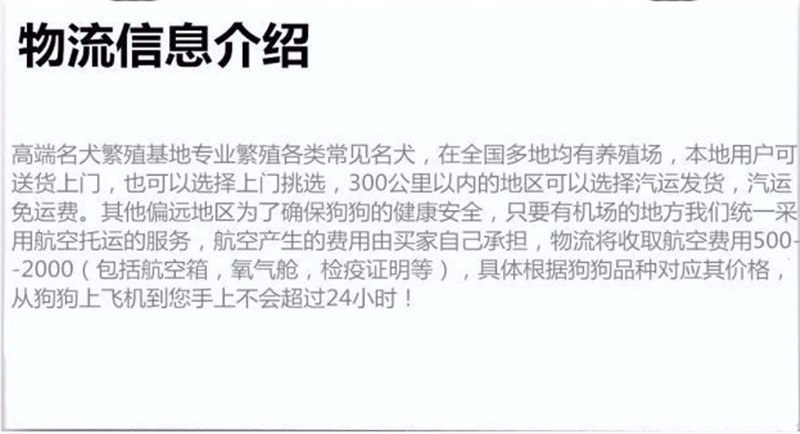 物流信息介绍
高端名犬繁殖基地专业繁殖各类常见名犬，在全国多地均有养殖场，本地用户可
送货上门，也可以选择上门挑选，300公里以内的地区可以选择汽运发货，汽运
免运费。其他偏远地区为了确保狗狗的健康安全，只要有机场的地方我们统一采
用航空托运的服务，航空产生的费用由买家自己承担，物流将收取航空费用500-
-2000（包括航空箱，氧气舱，检疫证明等），具体根据狗狗品种对应其价格，
从狗狗上飞机到您手上不会超过24小时！